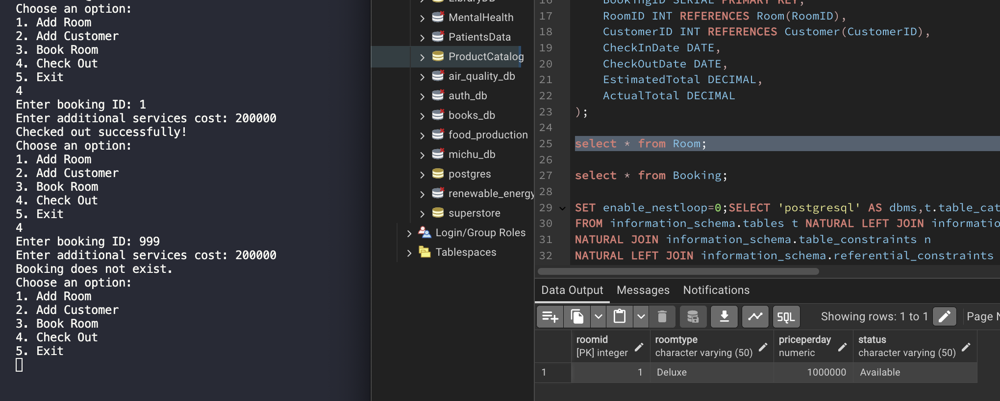 Choose an option:
1. Add Room
2. Add Customer
3. Book Room
4. Check Out
5. Exit
4
Enter booking ID: 1
Enter additional services cost: 200000
Checked out successfully!
Choose an option:
1. Add Room
2. Add Customer
3. Book Room
4. Check Out
5. Exit
4
Enter booking ID: 999
Enter additional services cost: 200000
Booking does not exist.
Choose an option:
1. Add Room
2. Add Customer
3. Book Room
4. Check Out
5. Exit
LibraryDB
MentalHealth
PatientsData
ProductCatalog
air_quality_db
auth_db
books_db
food_production
michu_db
postgres
renewable_energy
superstore
Login/Group Roles
Tablespaces
16 BookingID SERIAL PRIMARY KEY,
17 RoomID INT REFERENCES Room(RoomID),
18 CustomerID INT REFERENCES Customer(CustomerID),
19 CheckInDate DATE,
20 CheckOutDate DATE,
21 EstimatedTotal DECIMAL,
22 ActualTotal DECIMAL
23 );
24
25 select * from Room;
26
27 select * from Booking;
28
29 SET enable_nestloop=0;SELECT 'postgresql' AS dbms,t.table_cat
30 FROM information_schema.tables t NATURAL LEFT JOIN informatio
31 NATURAL JOIN information_schema.table_constraints n
32 NATURAL LEFT JOIN information_schema.referential_constraints
Data Output Messages Notifications
SQL Showing rows: 1 to 1 Page N
roomid roomtype priceperday status
[PK] integer character varying (50) numeric character varying (50)
1 1 Deluxe 1000000 Available